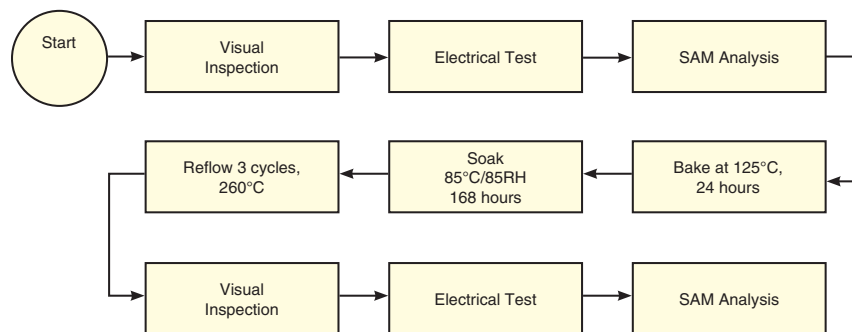 Start
Visual
Inspection
Electrical Test
SAM Analysis
Bake at 125°C,
24 hours
Soak
85°C/85RH
168 hours
Reflow 3 cycles,
260°C
Visual
Inspection
Electrical Test
SAM Analysis